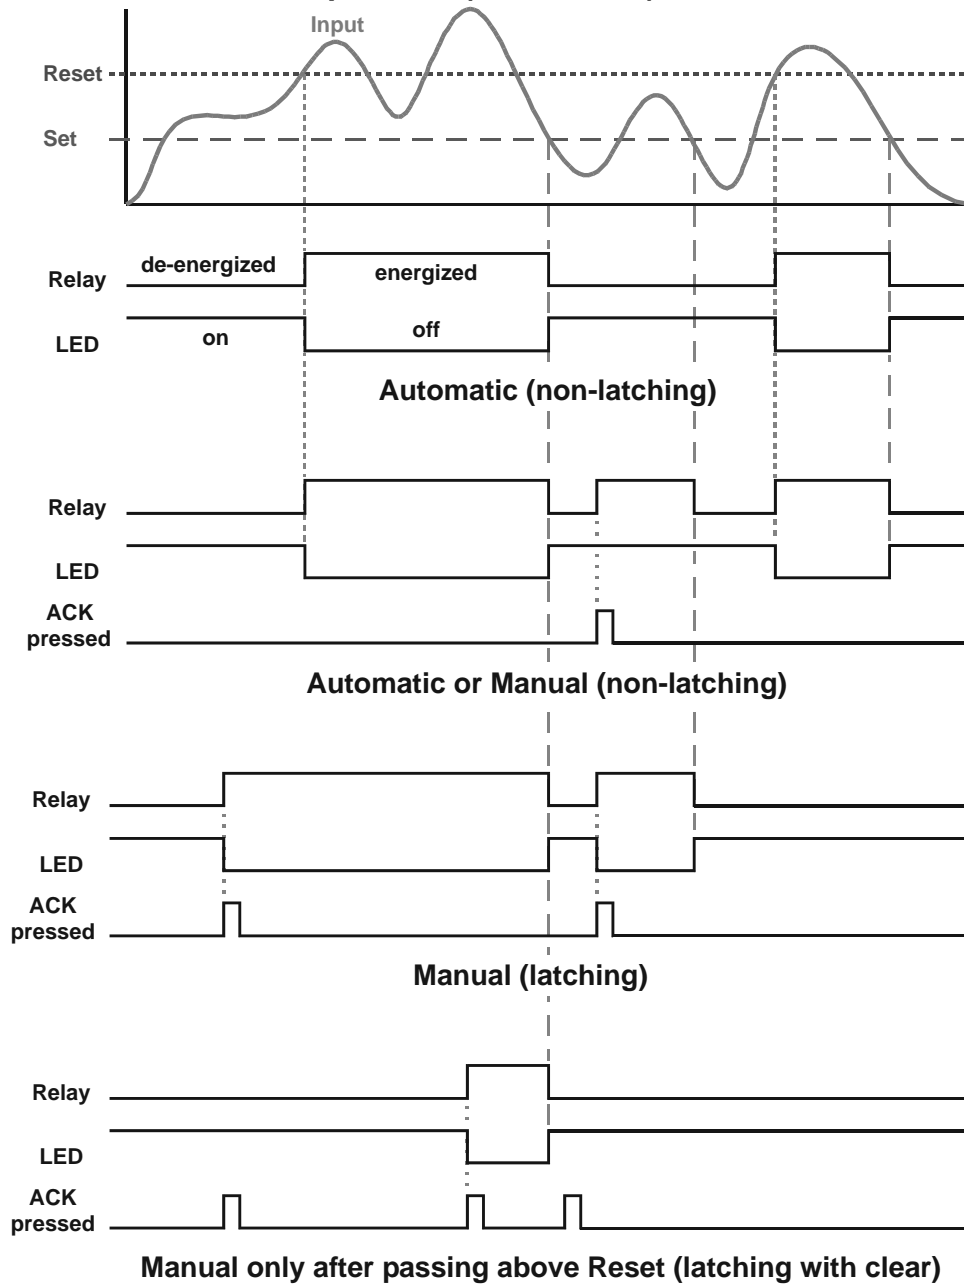 Input
Reset
Set
de-energized
energized
Relay
on
off
LED
Automatic (non-latching)
Relay
LED
ACK
pressed
Automatic or Manual (non-latching)
Relay
LED
ACK
pressed
Manual (latching)
Relay
LED
ACK
pressed
Manual only after passing above Reset (latching with clear)